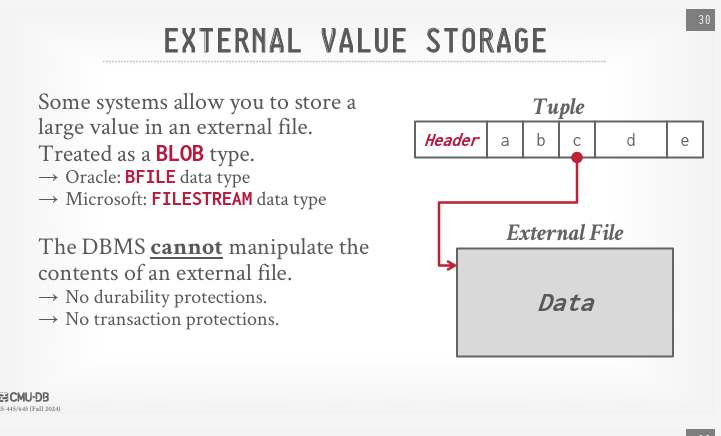 30
EXTERNAL VALUE STORAGE
Some systems allow you to store a
large value in an external file.
Treated as a BLOB type.
→ Oracle: BFILE data type
→ Microsoft: FILESTREAM data type
The DBMS cannot manipulate the
contents of an external file.
→ No durability protections.
→ No transaction protections.
Tuple
Header a b c d e
External File
Data
CMU-DB
5-445/645 (Fall 2024)